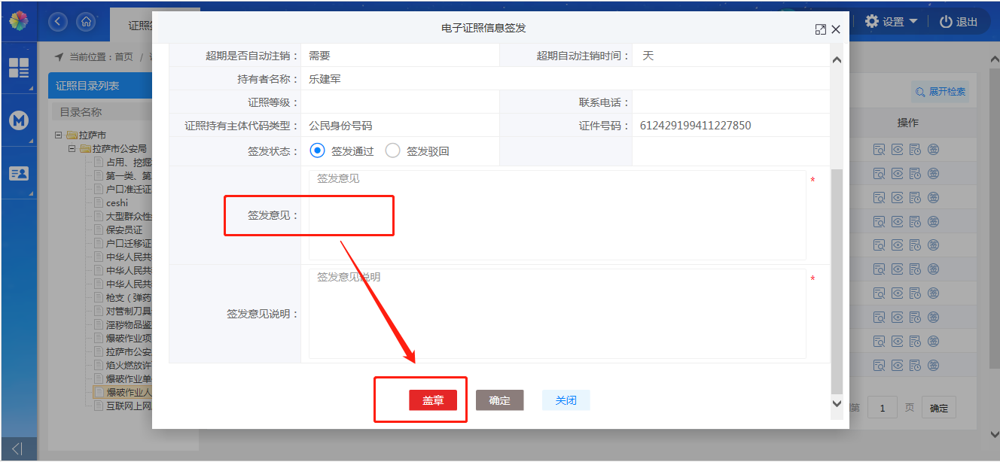 证照
电子证照信息签发
设置
退出
当前位置：首页 /
证照目录列表
展开检索
目录名称
操作
拉萨市
拉萨市公安局
占用、挖掘
第一类、第
户口准迁证
ceshi
大型群众性
保安员证
户口迁移证
中华人民共
中华人民共
中华人民共
枪支（弹药
对管制刀具
淫秽物品鉴
爆破作业项
拉萨市公安
焰火燃放许
爆破作业单
爆破作业人
互联网上网
超期是否自动注销： 需要 超期自动注销时间： 天
持有者名称： 乐建军
证照等级： 联系电话：
证照持有主体代码类型： 公民身份号码 证件号码： 612429199411227850
签发状态： 签发通过 签发驳回
签发意见 *
签发意见：
签发意见说明 *
签发意见说明：
盖章 确定 关闭
第 1 页 确定